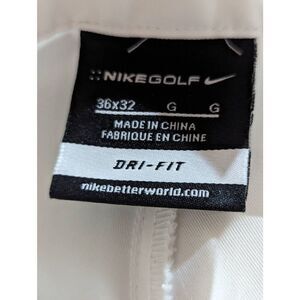 NIKEGOLF
36x32 G G
MADE IN CHINA
FABRIQUE EN CHINE
DRI-FIT
nikebetterworld.com